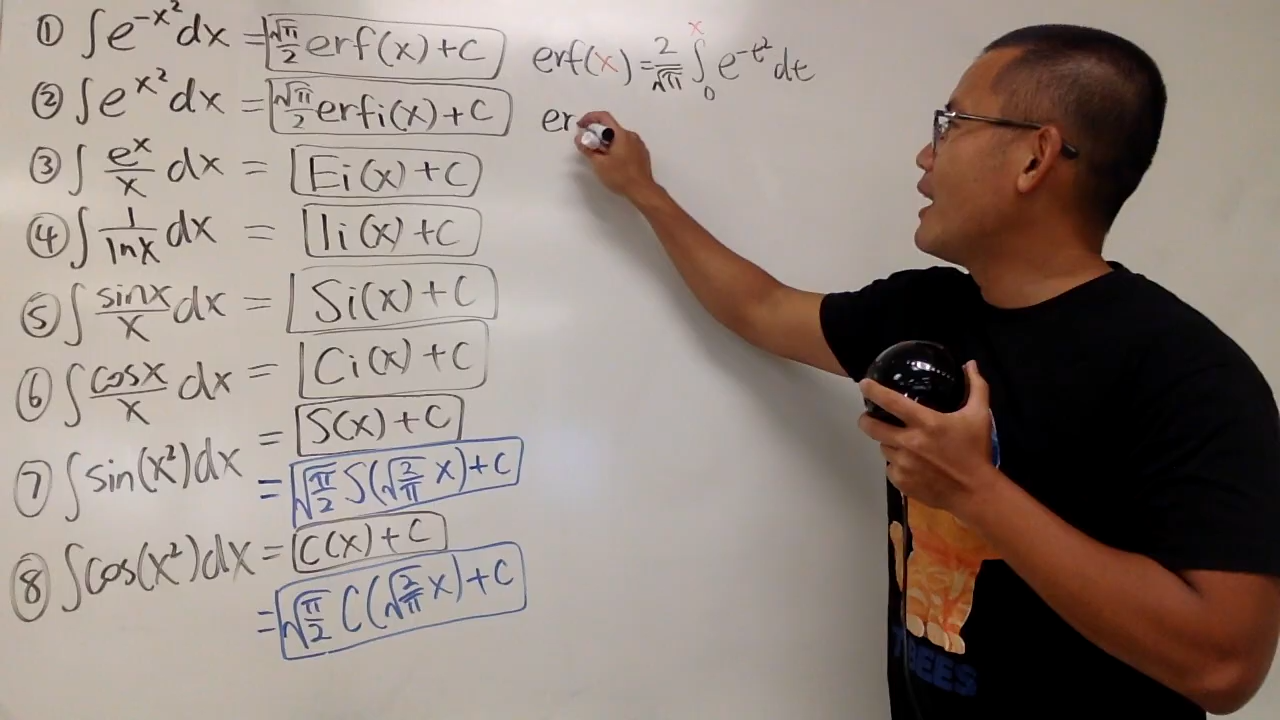 ① ∫e^{-x²}dx = √π/2 erf(x)+C
② ∫e^{x²}dx = √π/2 erfi(x)+C
③ ∫ e^x/x dx = Ei(x)+C
④ ∫ 1/lnx dx = li(x)+C
⑤ ∫ sinx/x dx = Si(x)+C
⑥ ∫ cosx/x dx = Ci(x)+C
⑦ ∫sin(x²)dx = S(x)+C
= √(π/2) S(√(2/π) x)+C
⑧ ∫cos(x²)dx = C(x)+C
= √(π/2) C(√(2/π) x)+C
erf(x) = 2/√π ∫₀^x e^{-t²}dt
er